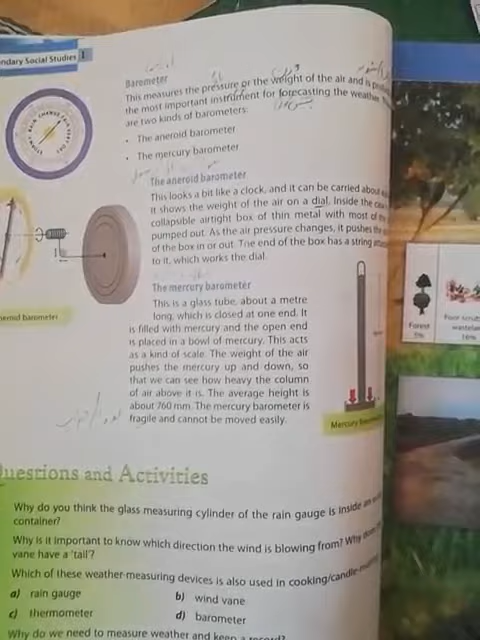 ndary Social Studies 1
Barometer
This measures the pressure or the weight of the air and is
the most important instrument for forecasting the weather.
are two kinds of barometers:
• The aneroid barometer
• The mercury barometer
The aneroid barometer
This looks a bit like a clock, and it can be carried about
It shows the weight of the air on a dial. Inside the
collapsible airtight box of thin metal with most of
pumped out. As the air pressure changes, it pushes the
of the box in or out. The end of the box has a string
to it, which works the dial.
aneroid barometer
The mercury barometer
This is a glass tube, about a metre
long, which is closed at one end. It
is filled with mercury and the open end
is placed in a bowl of mercury. This acts
as a kind of scale. The weight of the air
pushes the mercury up and down, so
that we can see how heavy the column
of air above it is. The average height is
about 760 mm. The mercury barometer is
fragile and cannot be moved easily.
Mercury
Forest
5%
Poor scrub
wasteland
16%
Questions and Activities
Why do you think the glass measuring cylinder of the rain gauge is inside an
container?
Why is it important to know which direction the wind is blowing from? Why does
vane have a 'tail'?
Which of these weather-measuring devices is also used in cooking/candle-making
a) rain gauge b) wind vane
c) thermometer d) barometer
Why do we need to measure weather and keep a record?